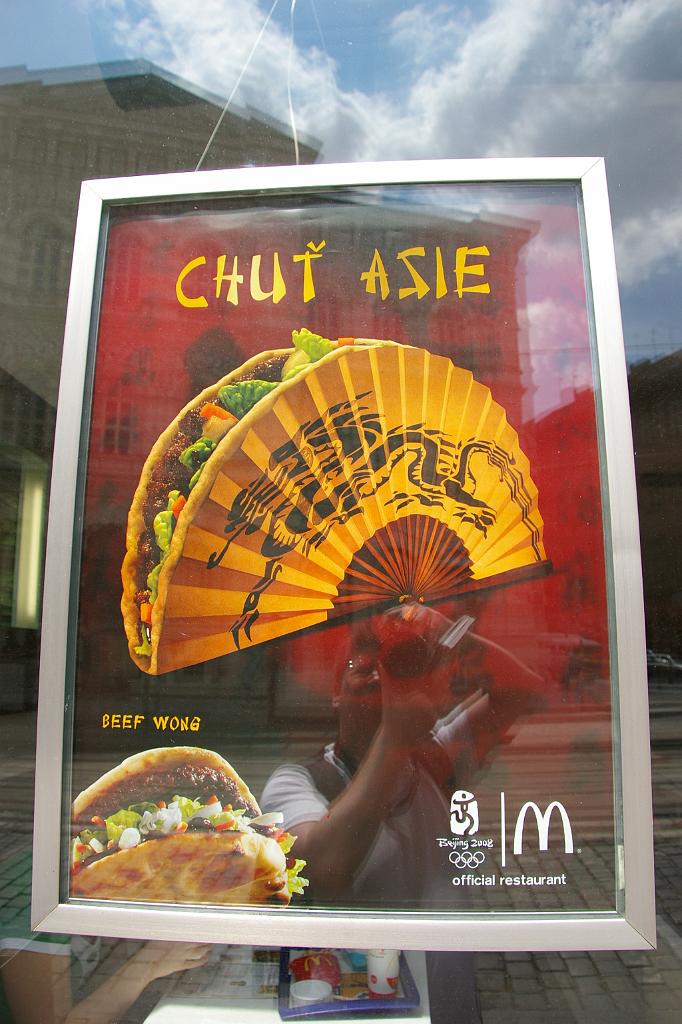 CHUŤ ASIE
BEEF WONG
Beijing 2008
official restaurant